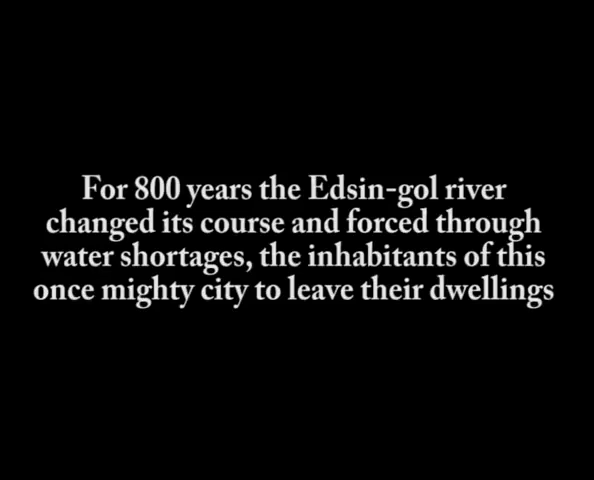 For 800 years the Edsin-gol river
changed its course and forced through
water shortages, the inhabitants of this
once mighty city to leave their dwellings